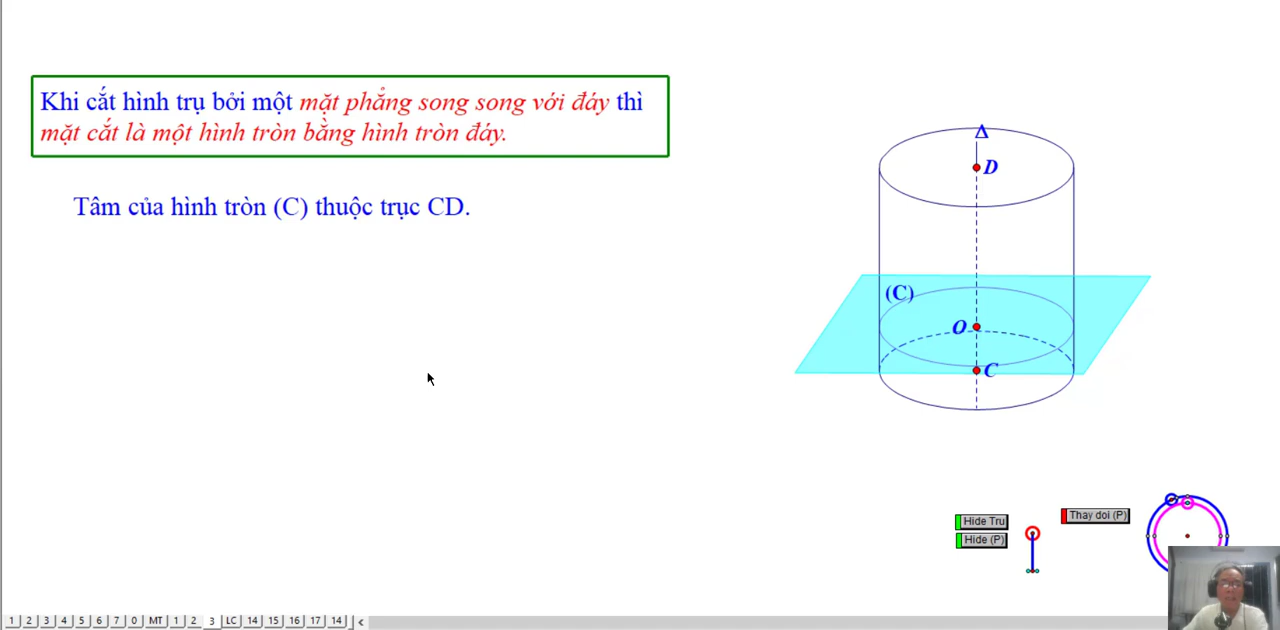 Khi cắt hình trụ bởi một mặt phẳng song song với đáy thì
mặt cắt là một hình tròn bằng hình tròn đáy.
Tâm của hình tròn (C) thuộc trục CD.
Δ
D
(C)
O
C
Hide Tru
Hide (P)
Thay doi (P)
1 2 3 4 5 6 7 0 MT 1 2 3 LC 14 15 16 17 14